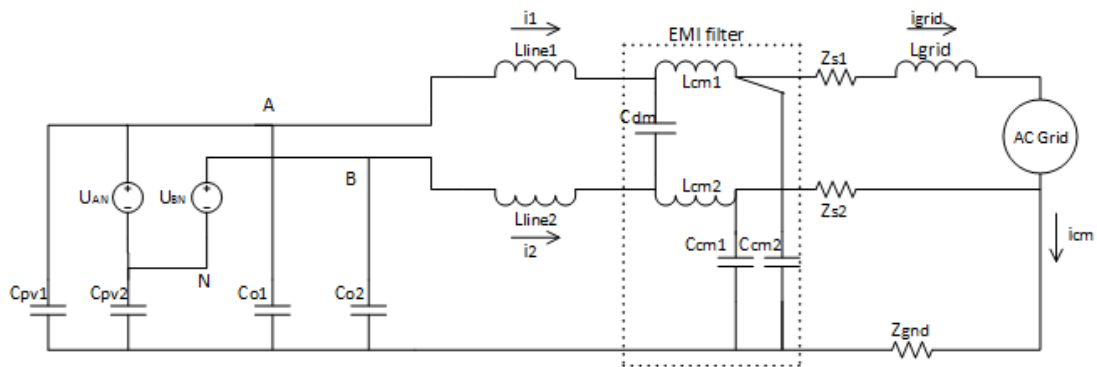 i1
igrid
EMI filter
Lline1
Lgrid
Zs1
Lcm1
A
Cdm
AC Grid
B
UAN
UBN
Lcm2
Lline2
Zs2
i2
icm
Ccm1
Ccm2
N
Cpv1
Cpv2
Co1
Co2
Zgnd